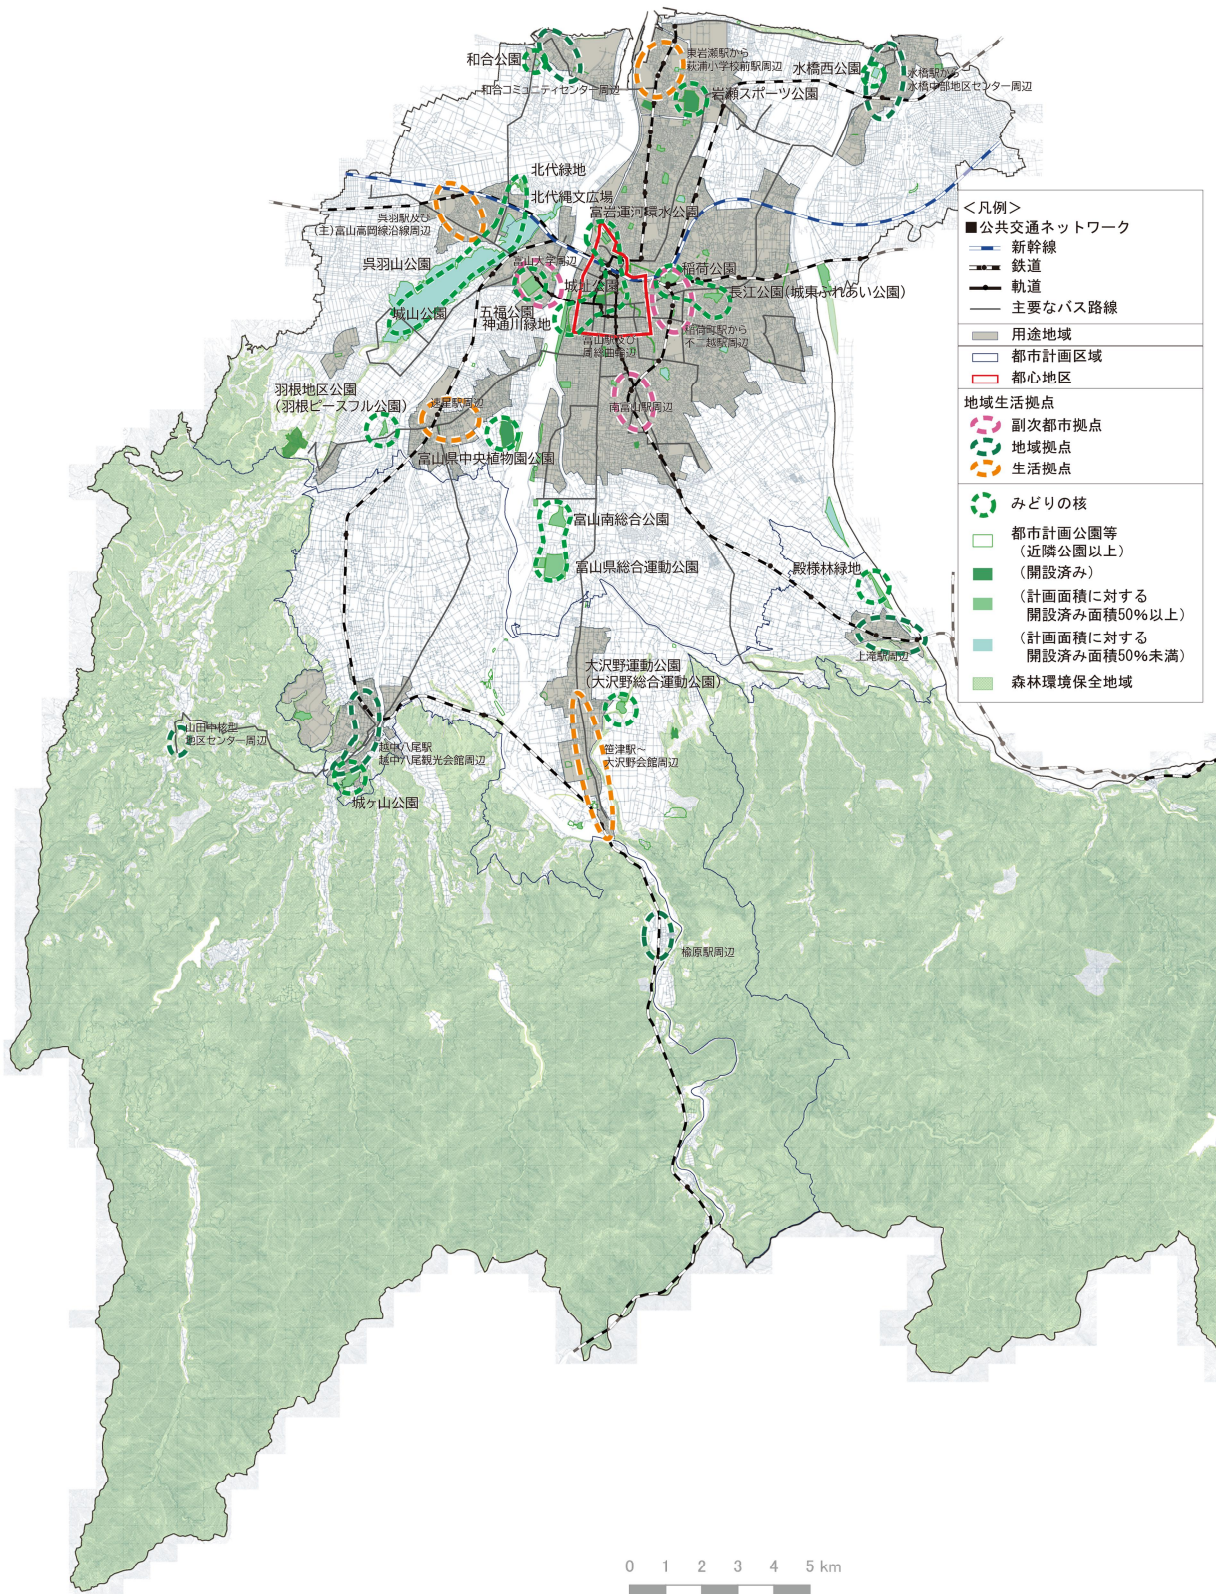 和合公園
和合コミュニティセンター周辺
東岩瀬駅から
萩浦小学校前駅周辺
岩瀬スポーツ公園
水橋西公園
水橋駅から
水橋中部地区センター周辺
北代緑地
北代縄文広場
富岩運河環水公園
呉羽駅及び
(主)富山高岡線沿線周辺
呉羽山公園
富山大学周辺
城址公園
稲荷公園
長江公園(城東ふれあい公園)
城山公園
五福公園
神通川緑地
富山駅及び
稲荷町駅から
不二越駅周辺
羽根地区公園
(羽根ピースフル公園)
速星駅周辺
南富山駅周辺
富山県中央植物園公園
富山南総合公園
富山県総合運動公園
殿様林緑地
上滝駅周辺
大沢野運動公園
(大沢野総合運動公園)
山田中核型
地区センター周辺
越中八尾駅
越中八尾観光会館周辺
笹津駅〜
大沢野会館周辺
城ヶ山公園
楡原駅周辺
<凡例>
■公共交通ネットワーク
新幹線
鉄道
軌道
主要なバス路線
用途地域
都市計画区域
都心地区
地域生活拠点
副次都市拠点
地域拠点
生活拠点
みどりの核
都市計画公園等
(近隣公園以上)
(開設済み)
(計画面積に対する
開設済み面積50%以上)
(計画面積に対する
開設済み面積50%未満)
森林環境保全地域
0 1 2 3 4 5 km